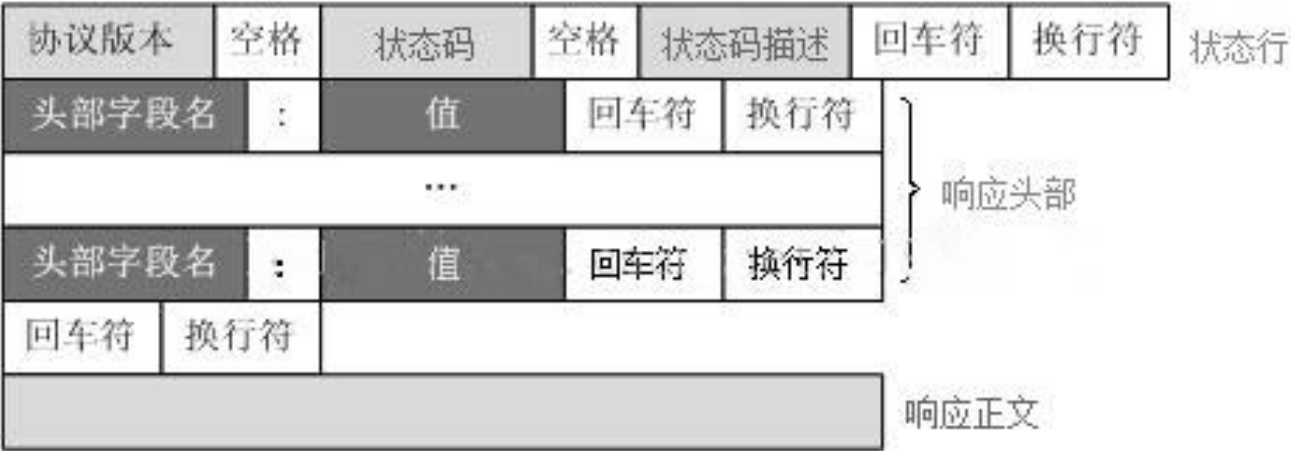 协议版本 空格 状态码 空格 状态码描述 回车符 换行符 状态行
头部字段名 : 值 回车符 换行符
...
响应头部
头部字段名 : 值 回车符 换行符
回车符 换行符
响应正文